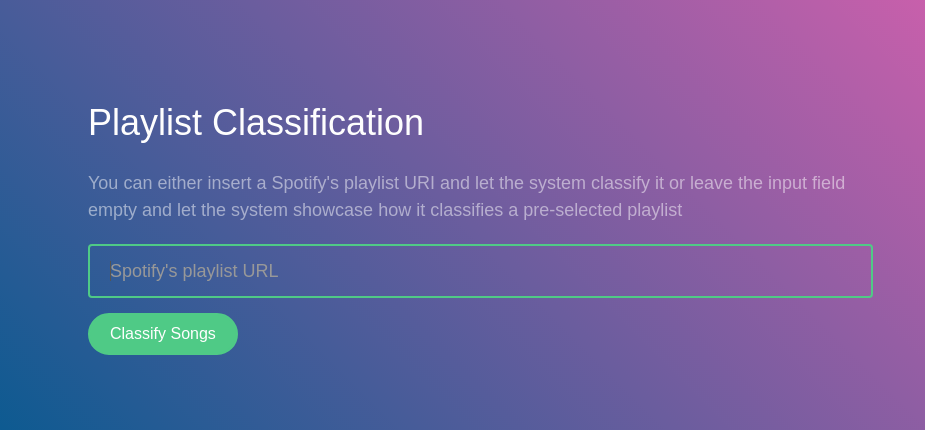 Playlist Classification
You can either insert a Spotify's playlist URI and let the system classify it or leave the input field
empty and let the system showcase how it classifies a pre-selected playlist
Spotify's playlist URL
Classify Songs